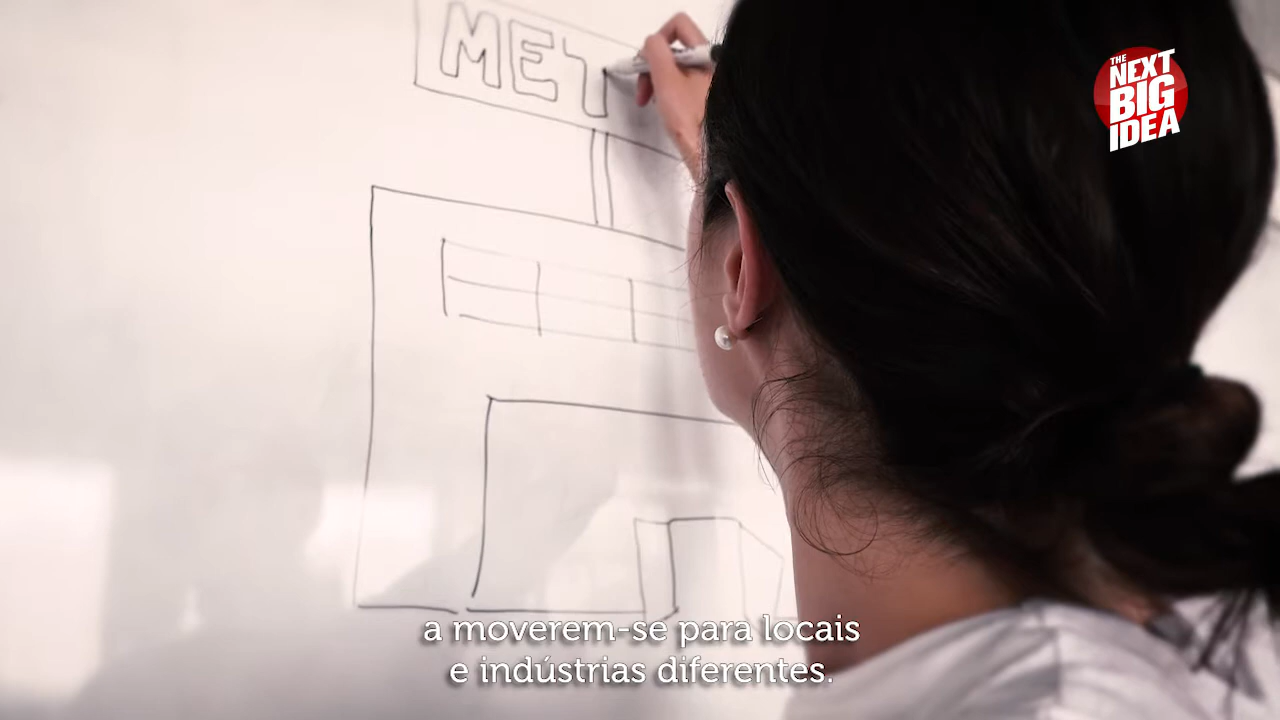 MET
THE
NEXT
BIG
IDEA
a moverem-se para locais
e indústrias diferentes.